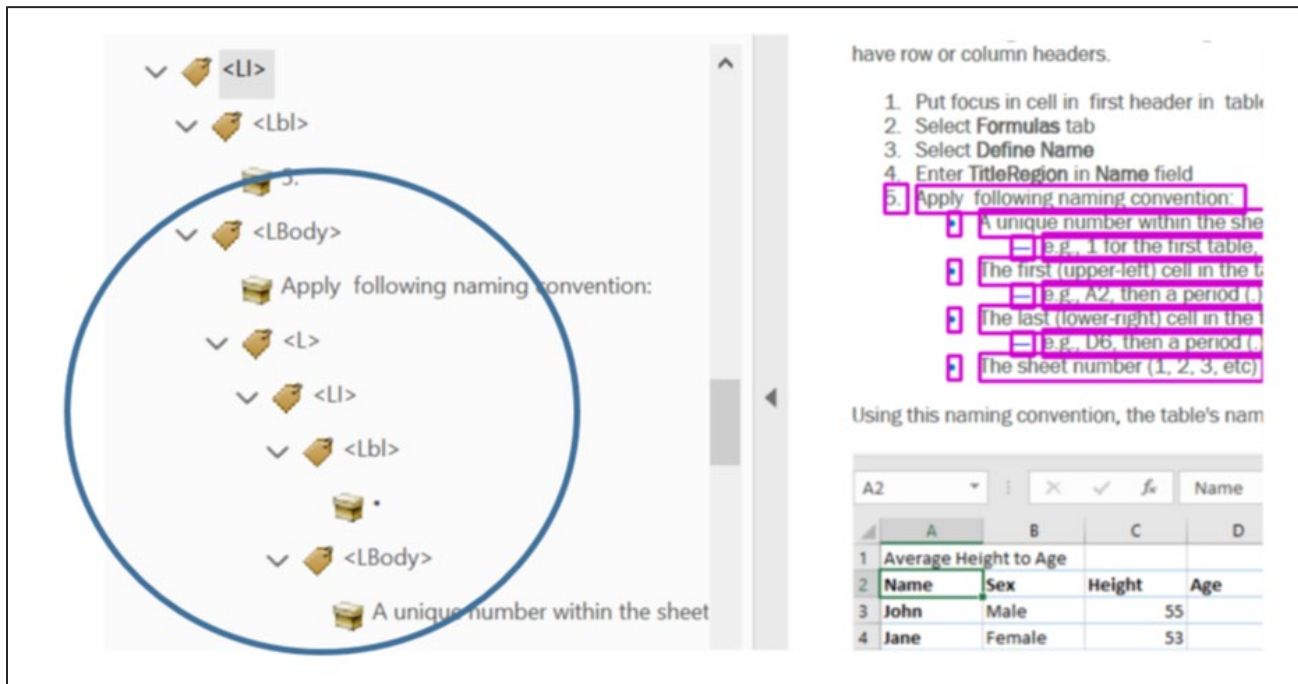 <LI>
<Lbl>
5.
<LBody>
Apply following naming convention:
<L>
<LI>
<Lbl>
•
<LBody>
A unique number within the sheet
have row or column headers.
1. Put focus in cell in first header in
2. Select Formulas tab
3. Select Define Name
4. Enter TitleRegion in Name field
5. Apply following naming convention:
• A unique number within the
— e.g., 1 for the first table,
• The first (upper-left) cell in the
— e.g., A2, then a period (.)
• The last (lower-right) cell in the
— e.g., D6, then a period (.)
• The sheet number (1, 2, 3, etc)
Using this naming convention, the table's
A2 fx Name
A B C D
1 Average Height to Age
2 Name Sex Height Age
3 John Male 55
4 Jane Female 53